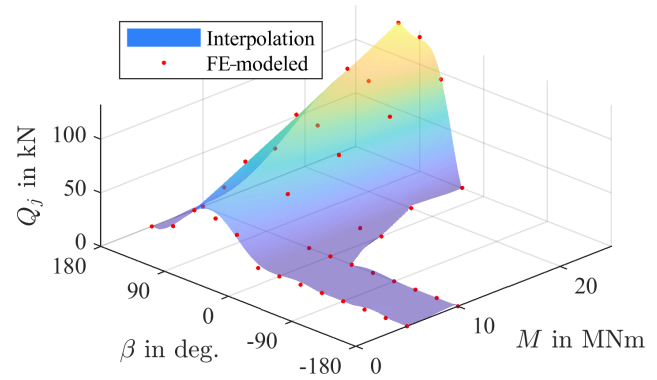 Interpolation
FE-modeled
100
50
0
Q_j in kN
180
90
0
-90
-180
β in deg.
0
10
20
M in MNm